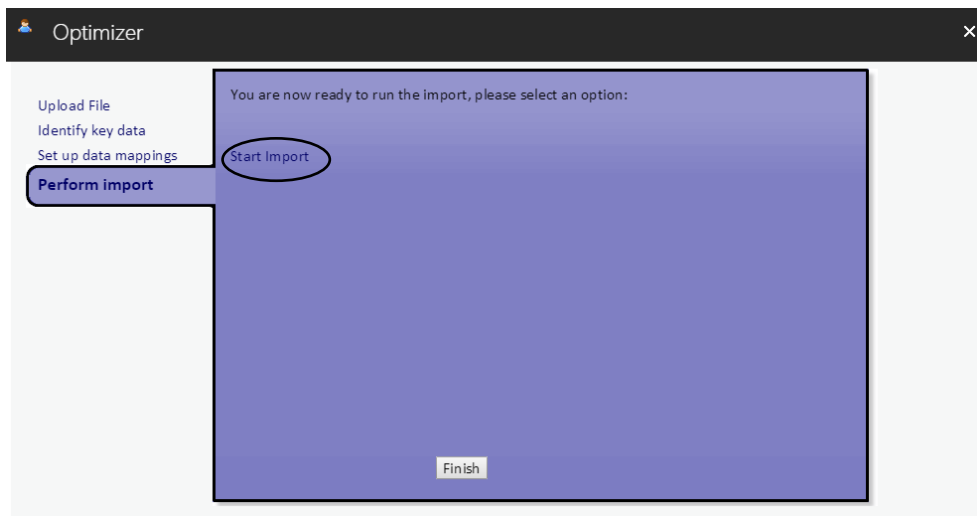 Optimizer
Upload File
Identify key data
Set up data mappings
Perform import
You are now ready to run the import, please select an option:
Start Import
Finish